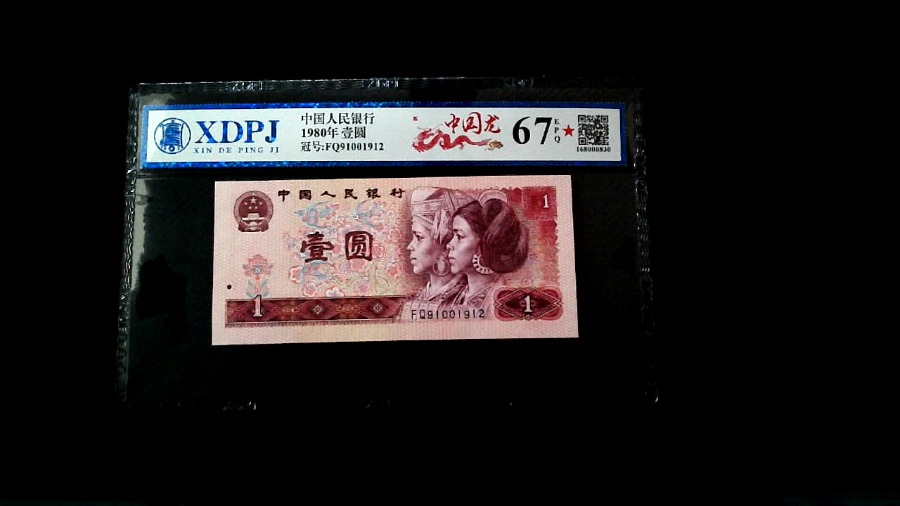 XDPJ
XIN DE PING JI
中国人民银行
1980年 壹圆
冠号:FQ91001912
中国龙
67 EPQ
168000830
中国人民银行
1
壹圆
1
FQ91001912
1